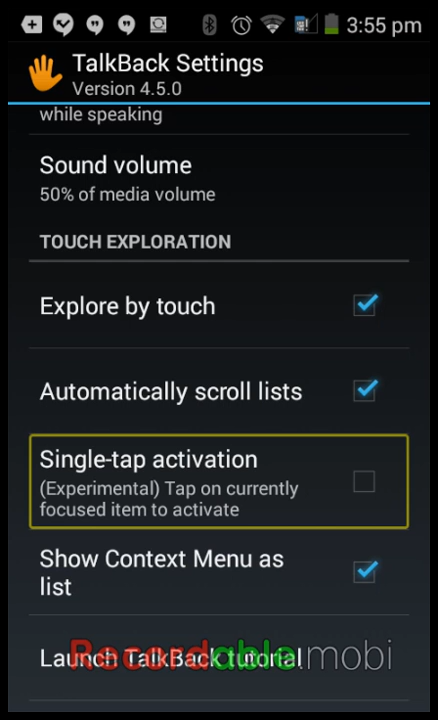 3:55 pm
TalkBack Settings
Version 4.5.0
while speaking
Sound volume
50% of media volume
TOUCH EXPLORATION
Explore by touch
Automatically scroll lists
Single-tap activation
(Experimental) Tap on currently
focused item to activate
Show Context Menu as
list
Launch TalkBack tutorial
Recordable.mobi